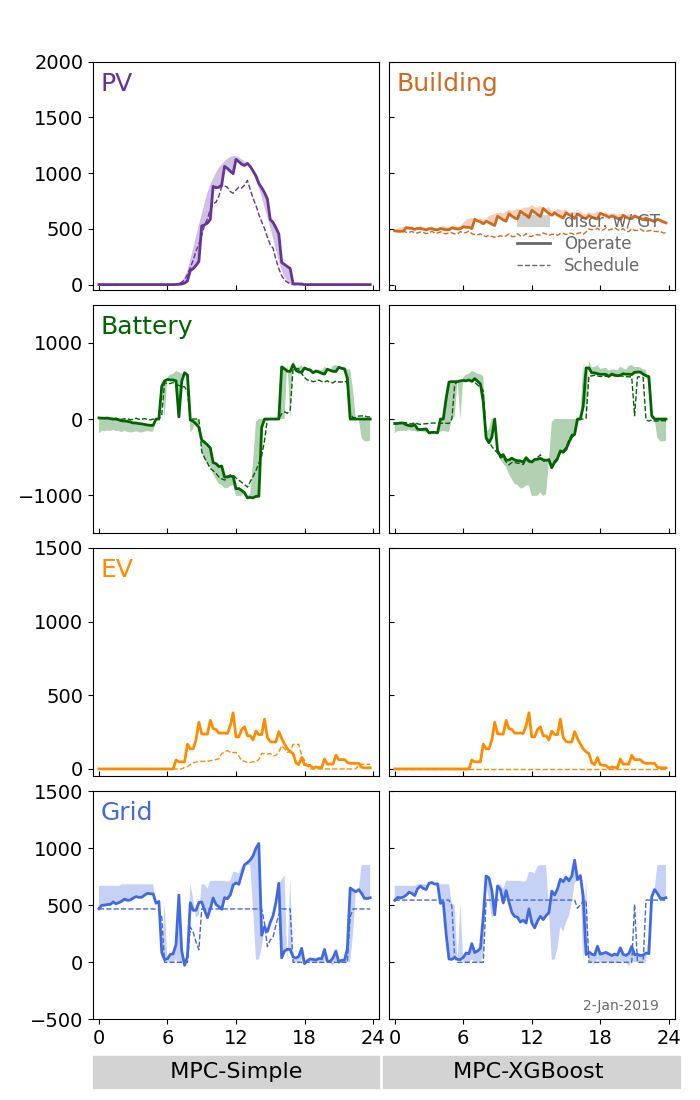 2000
PV
Building
1500
1000
500
discr. w/ GT
Operate
Schedule
0
Battery
1000
0
−1000
1500
EV
1000
500
0
1500
Grid
1000
500
0
2-Jan-2019
−500
0 6 12 18 24 0 6 12 18 24
MPC-Simple MPC-XGBoost